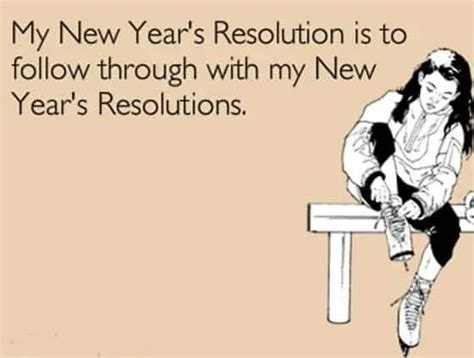 My New Year's Resolution is to
follow through with my New
Year's Resolutions.